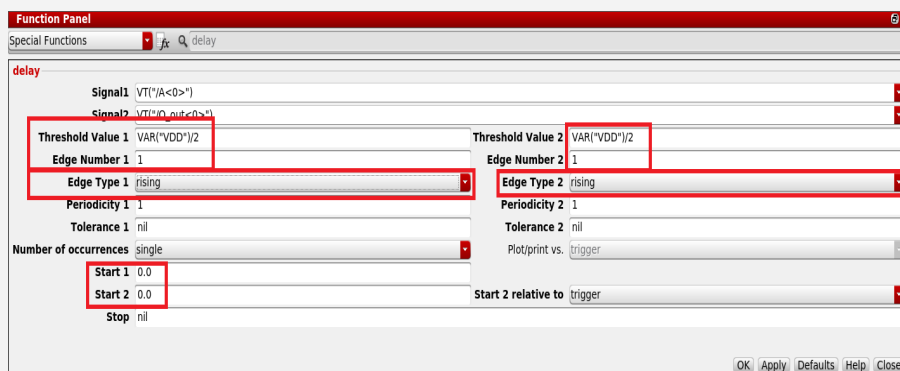 Function Panel
Special Functions fx delay
delay
Signal1 VT("/A<0>")
Signal2 VT("/Q_out<0>")
Threshold Value 1 VAR("VDD")/2 Threshold Value 2 VAR("VDD")/2
Edge Number 1 1 Edge Number 2 1
Edge Type 1 rising Edge Type 2 rising
Periodicity 1 1 Periodicity 2 1
Tolerance 1 nil Tolerance 2 nil
Number of occurrences single Plot/print vs. trigger
Start 1 0.0
Start 2 0.0 Start 2 relative to trigger
Stop nil
OK Apply Defaults Help Close